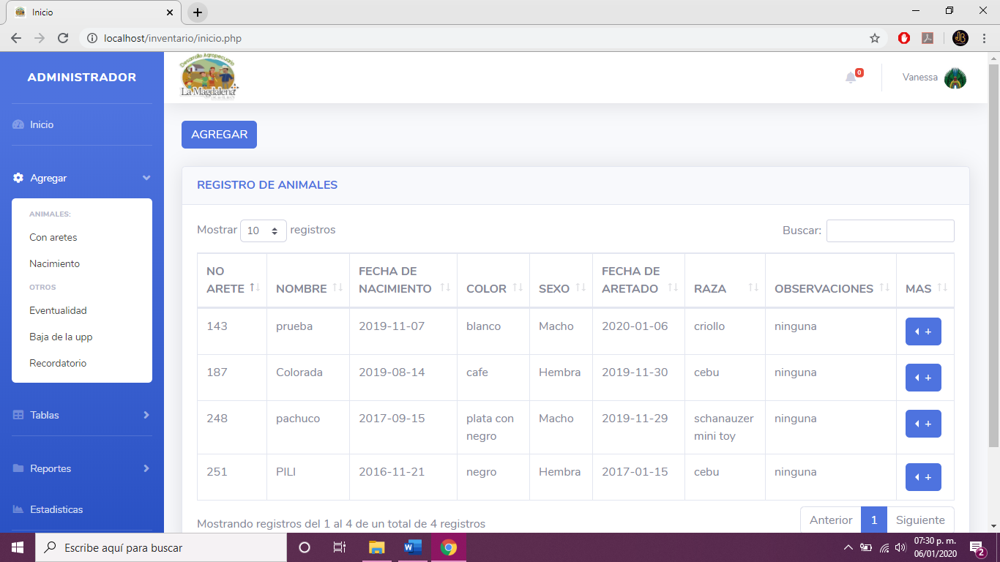 Inicio
localhost/inventario/inicio.php
ADMINISTRADOR
Desarrollo Agropecuario
La Magdalena
0
Vanessa
Inicio
AGREGAR
Agregar
REGISTRO DE ANIMALES
ANIMALES:
Con aretes
Nacimiento
OTROS
Eventualidad
Baja de la upp
Recordatorio
Tablas
Reportes
Estadisticas
Mostrar 10 registros
Buscar:
NO ARETE NOMBRE FECHA DE NACIMIENTO COLOR SEXO FECHA DE ARETADO RAZA OBSERVACIONES MAS
143 prueba 2019-11-07 blanco Macho 2020-01-06 criollo ninguna +
187 Colorada 2019-08-14 cafe Hembra 2019-11-30 cebu ninguna +
248 pachuco 2017-09-15 plata con negro Macho 2019-11-29 schanauzer mini toy ninguna +
251 PILI 2016-11-21 negro Hembra 2017-01-15 cebu ninguna +
Mostrando registros del 1 al 4 de un total de 4 registros
Anterior 1 Siguiente
Escribe aquí para buscar
07:30 p. m.
06/01/2020
2